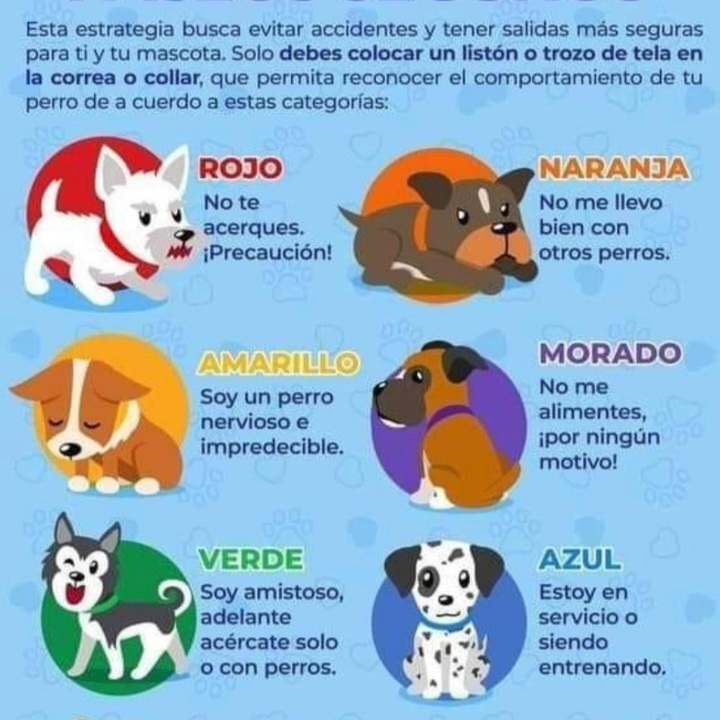 Esta estrategia busca evitar accidentes y tener salidas más seguras
para ti y tu mascota. Solo debes colocar un listón o trozo de tela en
la correa o collar, que permita reconocer el comportamiento de tu
perro de a cuerdo a estas categorías:
ROJO
No te
acerques.
¡Precaución!
NARANJA
No me llevo
bien con
otros perros.
AMARILLO
Soy un perro
nervioso e
impredecible.
MORADO
No me
alimentes,
¡por ningún
motivo!
VERDE
Soy amistoso,
adelante
acércate solo
o con perros.
AZUL
Estoy en
servicio o
siendo
entrenando.